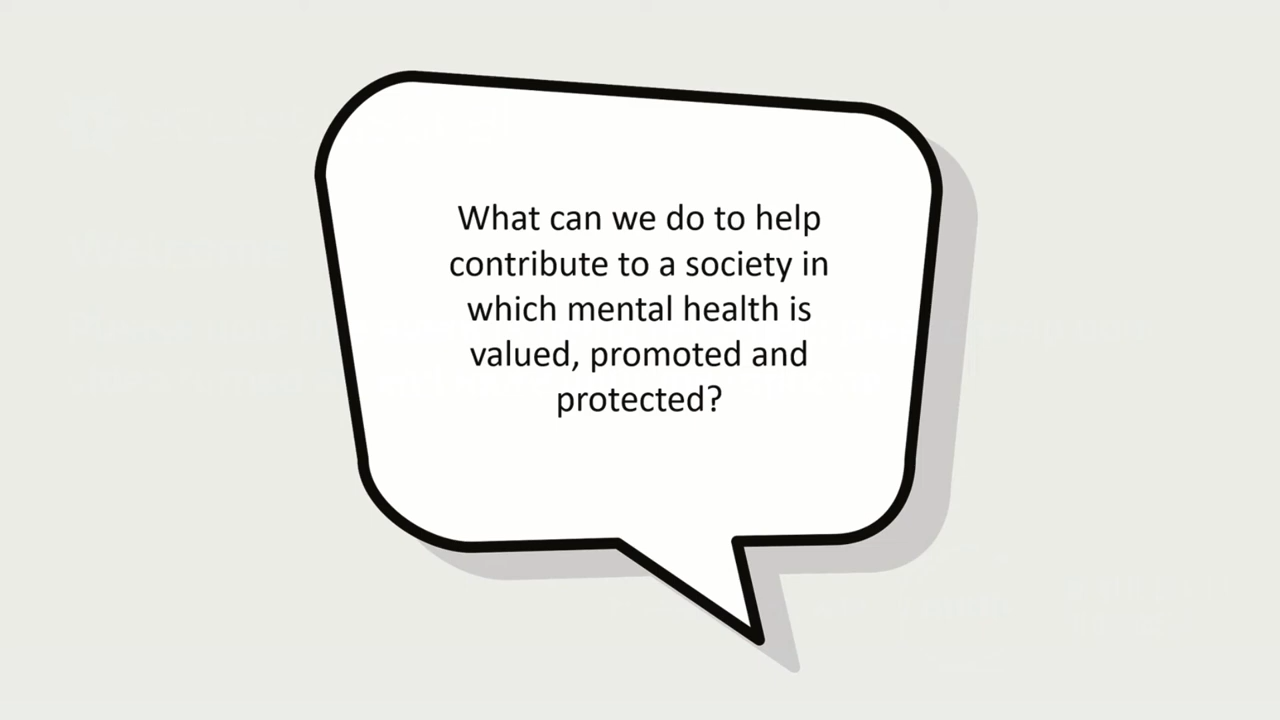 What can we do to help
contribute to a society in
which mental health is
valued, promoted and
protected?